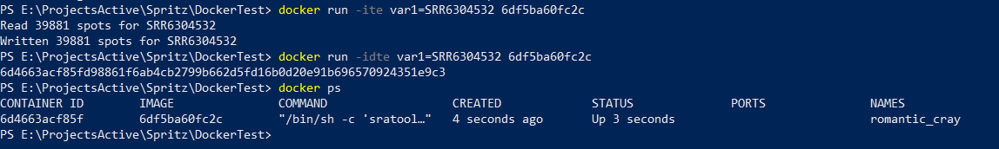 PS E:\ProjectsActive\Spritz\DockerTest> docker run -ite var1=SRR6304532 6df5ba60fc2c
Read 39881 spots for SRR6304532
Written 39881 spots for SRR6304532
PS E:\ProjectsActive\Spritz\DockerTest> docker run -idte var1=SRR6304532 6df5ba60fc2c
6d4663acf85fd98861f6ab4cb2799b662d5fd16b0d20e91b696570924351e9c3
PS E:\ProjectsActive\Spritz\DockerTest> docker ps
CONTAINER ID IMAGE COMMAND CREATED STATUS PORTS NAMES
6d4663acf85f 6df5ba60fc2c "/bin/sh -c 'sratool…" 4 seconds ago Up 3 seconds romantic_cray
PS E:\ProjectsActive\Spritz\DockerTest>